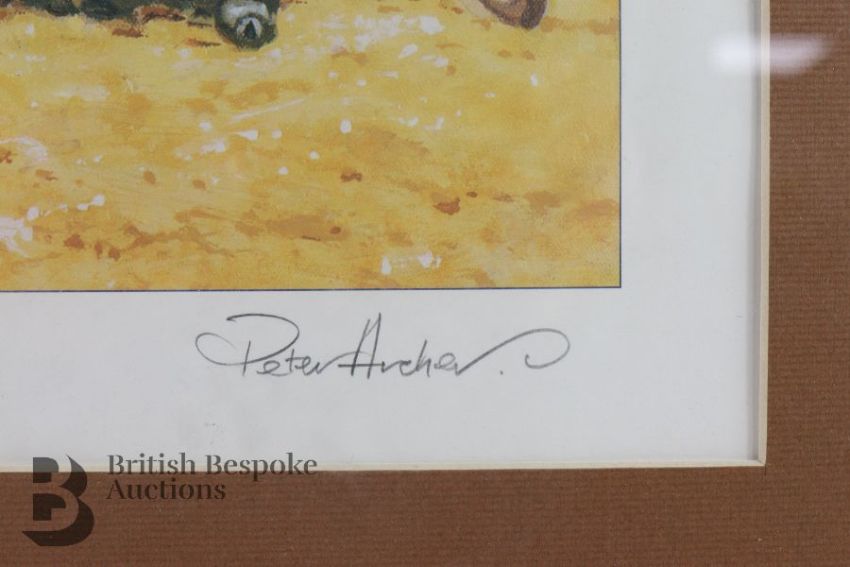 Peter Archer.
British Bespoke
Auctions